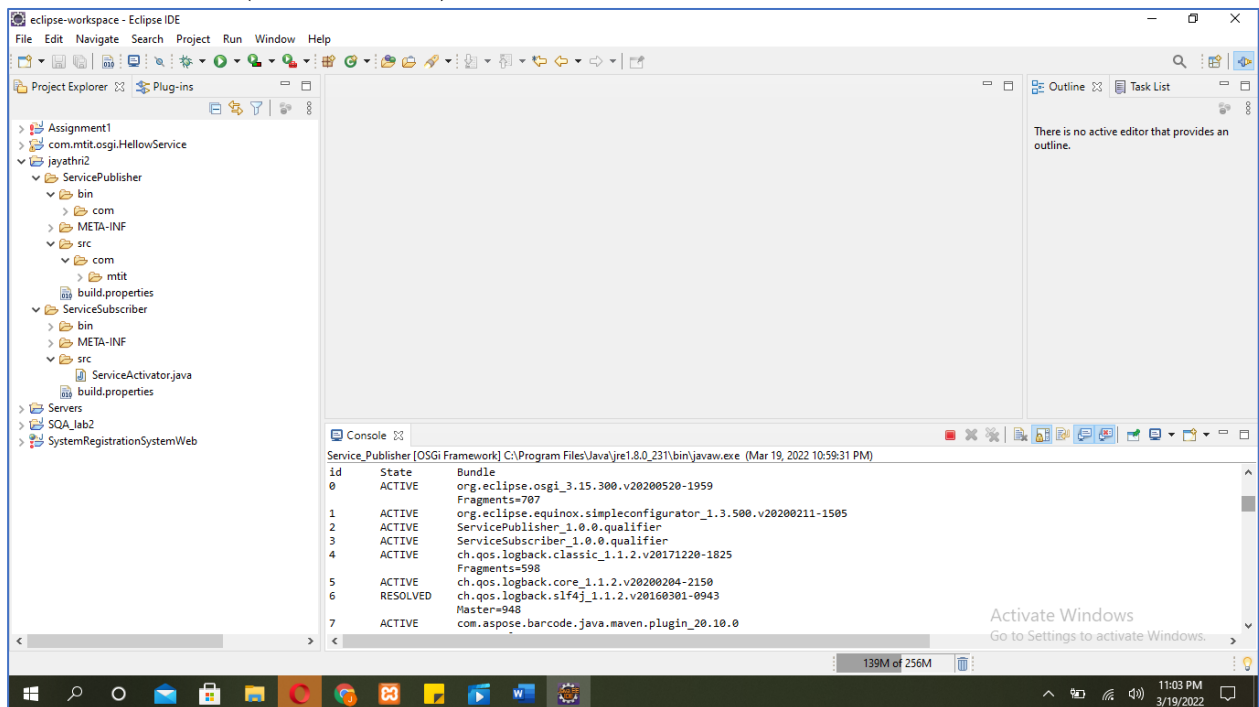 eclipse-workspace - Eclipse IDE
File Edit Navigate Search Project Run Window Help
Project Explorer Plug-ins
Assignment1
com.mtit.osgi.HellowService
jayathri2
ServicePublisher
bin
com
META-INF
src
com
mtit
build.properties
ServiceSubscriber
bin
META-INF
src
ServiceActivator.java
build.properties
Servers
SQA_lab2
SystemRegistrationSystemWeb
Outline Task List
There is no active editor that provides an
outline.
Console
Service_Publisher [OSGi Framework] C:\Program Files\Java\jre1.8.0_231\bin\javaw.exe (Mar 19, 2022 10:59:31 PM)
id State Bundle
0 ACTIVE org.eclipse.osgi_3.15.300.v20200520-1959
Fragments=707
1 ACTIVE org.eclipse.equinox.simpleconfigurator_1.3.500.v20200211-1505
2 ACTIVE ServicePublisher_1.0.0.qualifier
3 ACTIVE ServiceSubscriber_1.0.0.qualifier
4 ACTIVE ch.qos.logback.classic_1.1.2.v20171220-1825
Fragments=598
5 ACTIVE ch.qos.logback.core_1.1.2.v20200204-2150
6 RESOLVED ch.qos.logback.slf4j_1.1.2.v20160301-0943
Master=948
7 ACTIVE com.aspose.barcode.java.maven.plugin_20.10.0
Activate Windows
Go to Settings to activate Windows.
139M of 256M
11:03 PM
3/19/2022